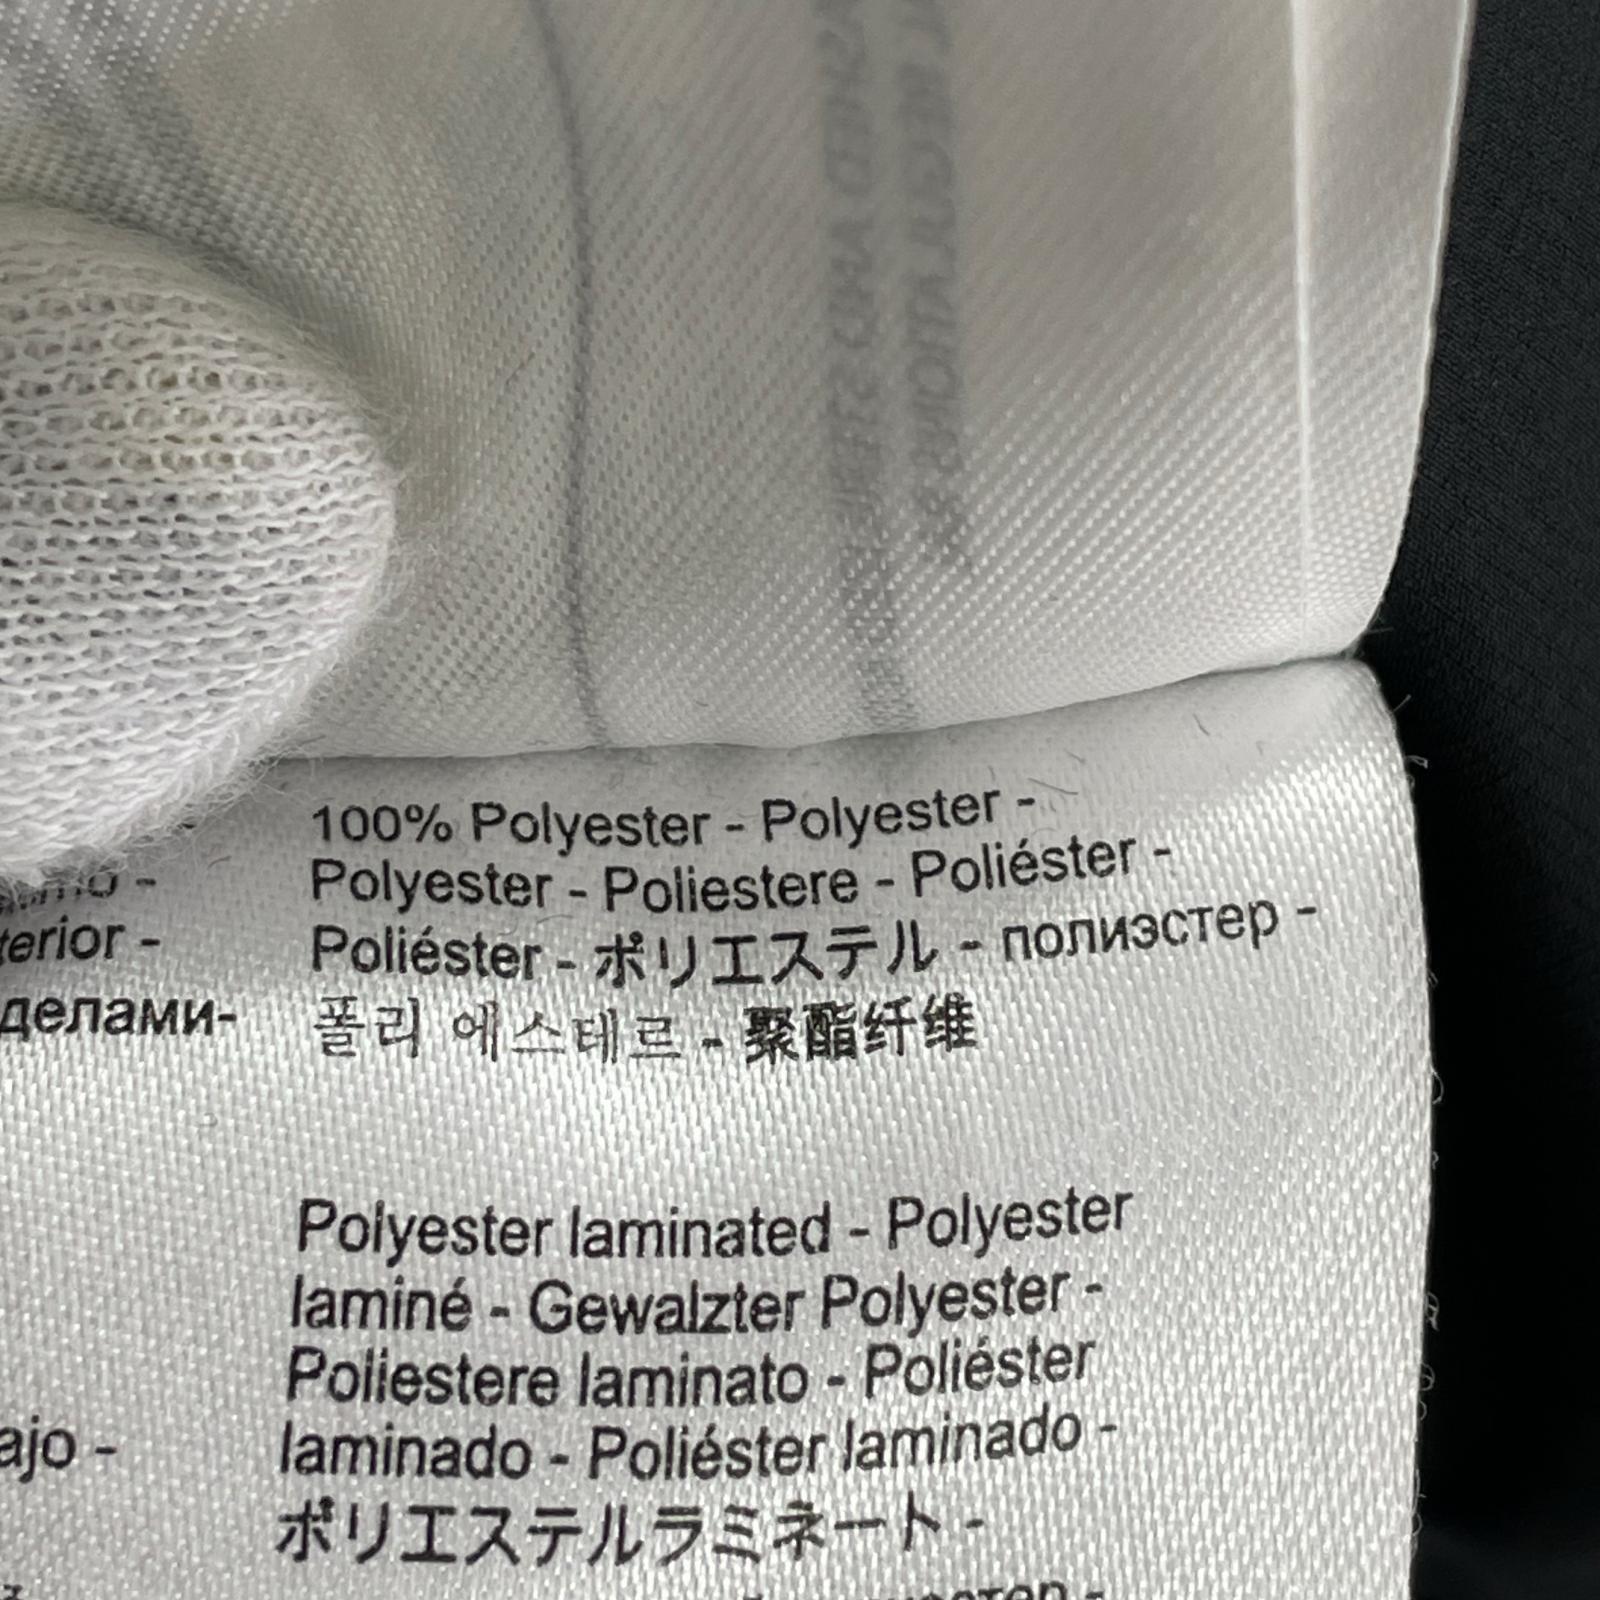 100% Polyester - Polyester -
Polyester - Poliestere - Poliéster -
terior -
Poliéster - ポリエステル - полиэстер -
делами-
폴리 에스테르 - 聚酯纤维
Polyester laminated - Polyester
laminé - Gewalzter Polyester -
Poliestere laminato - Poliéster
ajo -
laminado - Poliéster laminado -
ポリエステルラミネート -